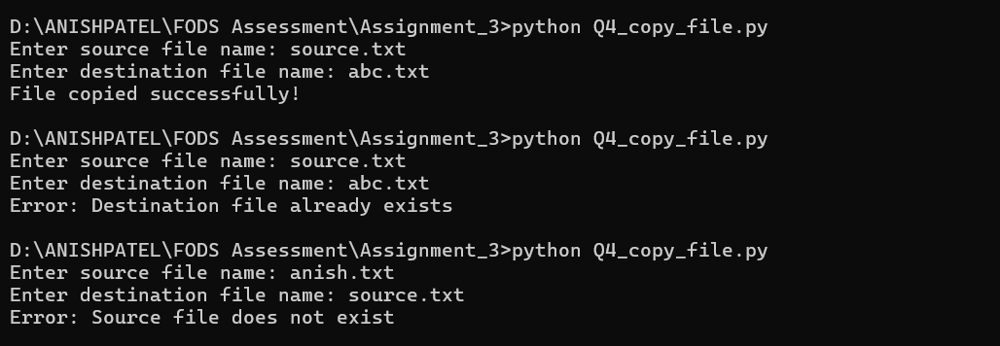 D:\ANISHPATEL\FODS Assessment\Assignment_3>python Q4_copy_file.py
Enter source file name: source.txt
Enter destination file name: abc.txt
File copied successfully!
D:\ANISHPATEL\FODS Assessment\Assignment_3>python Q4_copy_file.py
Enter source file name: source.txt
Enter destination file name: abc.txt
Error: Destination file already exists
D:\ANISHPATEL\FODS Assessment\Assignment_3>python Q4_copy_file.py
Enter source file name: anish.txt
Enter destination file name: source.txt
Error: Source file does not exist